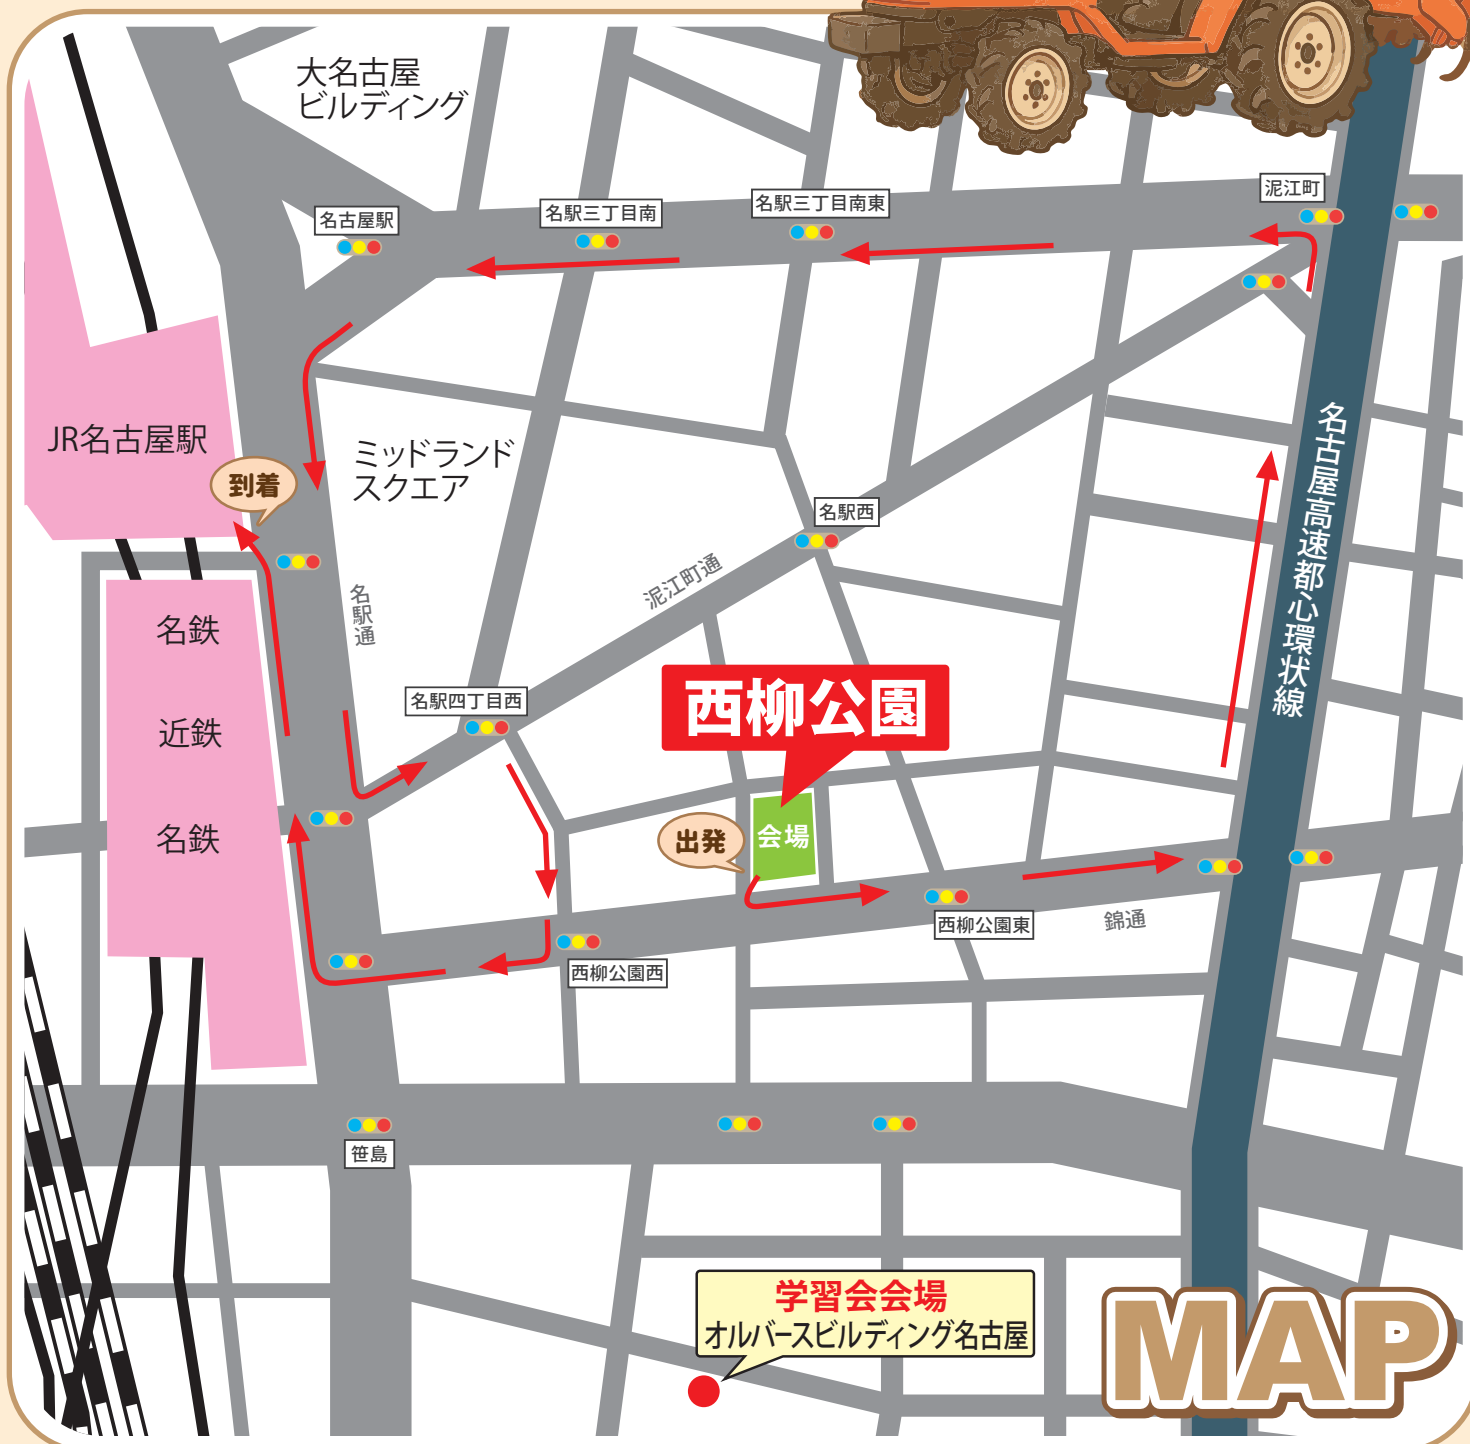 大名古屋
ビルディング
名古屋駅
名駅三丁目南
名駅三丁目南東
泥江町
JR名古屋駅
到着
ミッドランド
スクエア
名駅西
名古屋高速都心環状線
泥江町通
名駅通
名鉄
近鉄
名鉄
名駅四丁目西
西柳公園
出発
会場
西柳公園東
錦通
西柳公園西
笹島
学習会会場
オルバースビルディング名古屋
MAP